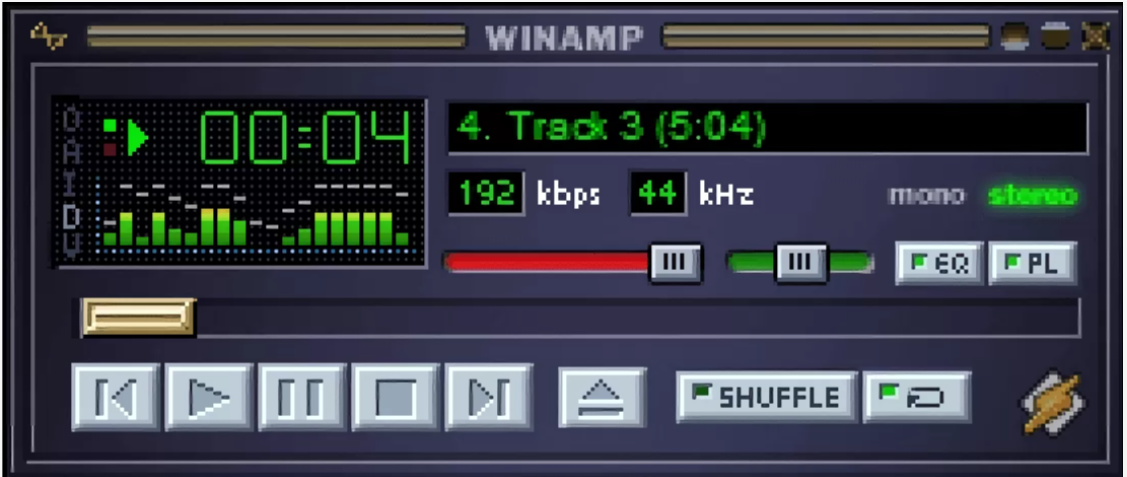 WINAMP
O
A
I
D
V
00:04
4. Track 3 (5:04)
192 kbps 44 kHz mono stereo
EQ PL
SHUFFLE